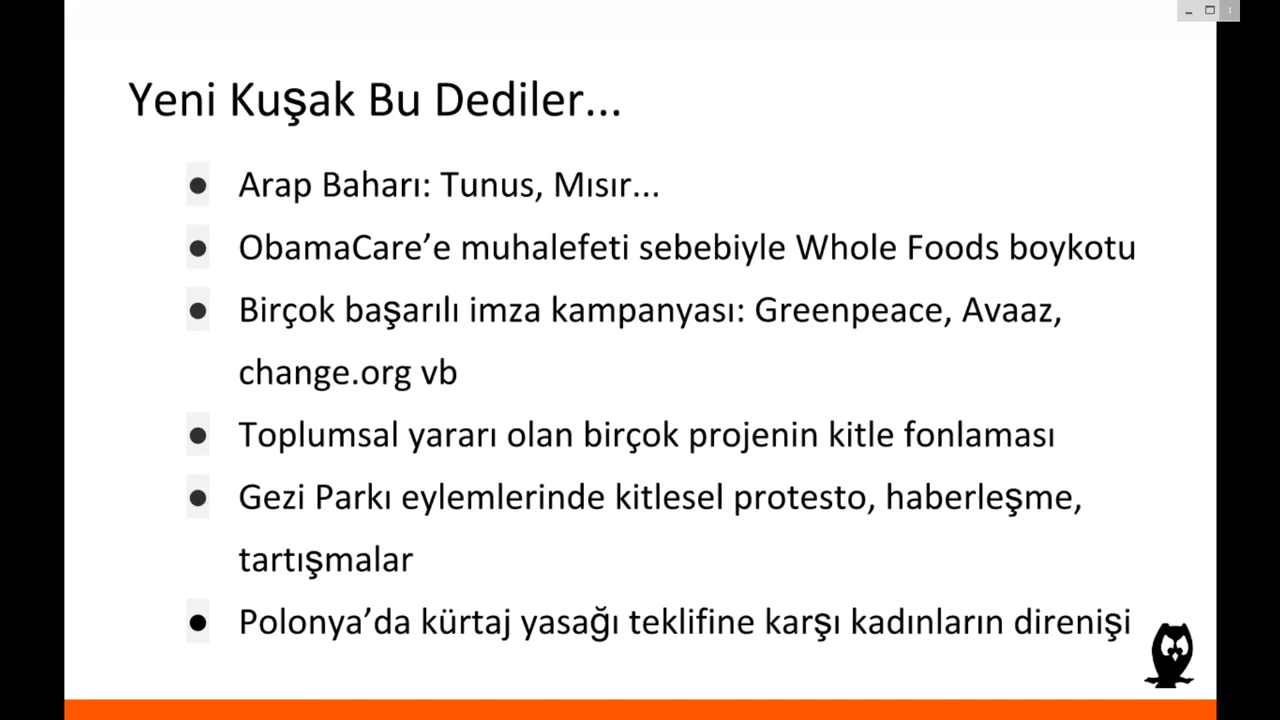 Yeni Kuşak Bu Dediler...
● Arap Baharı: Tunus, Mısır...
● ObamaCare’e muhalefeti sebebiyle Whole Foods boykotu
● Birçok başarılı imza kampanyası: Greenpeace, Avaaz,
change.org vb
● Toplumsal yararı olan birçok projenin kitle fonlaması
● Gezi Parkı eylemlerinde kitlesel protesto, haberleşme,
tartışmalar
● Polonya’da kürtaj yasağı teklifine karşı kadınların direnişi